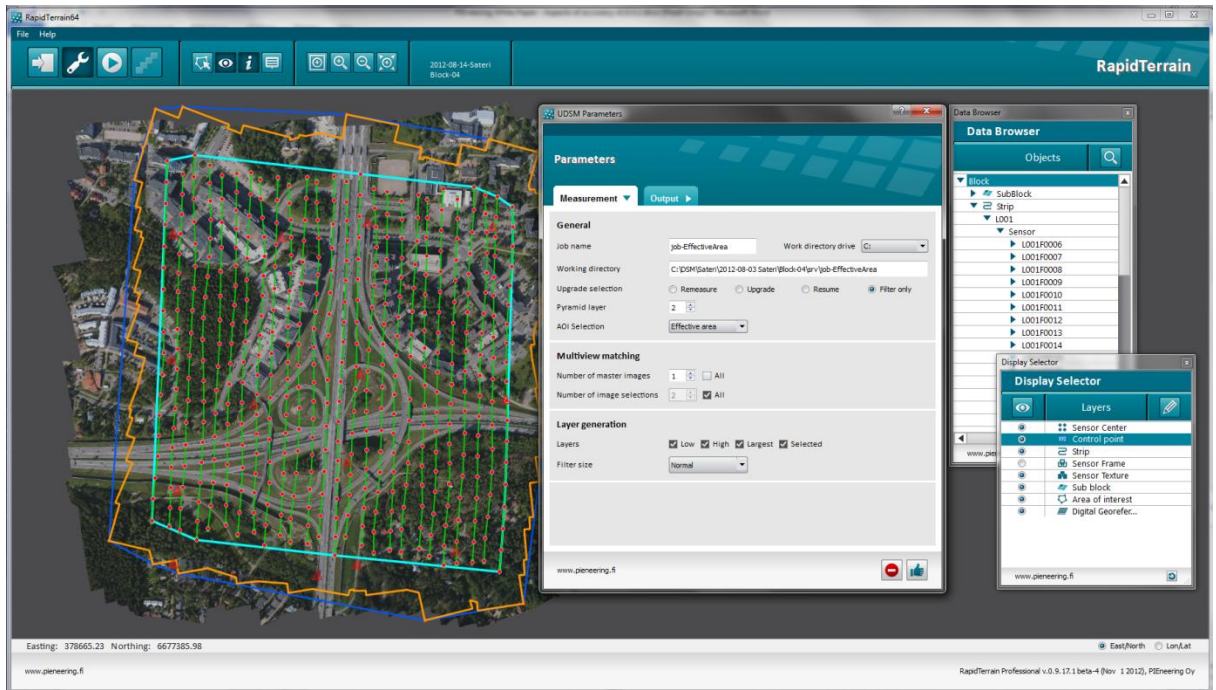 RapidTerrain64
File Help
2012-08-14-Sateri
Block-04
RapidTerrain
UDSM Parameters
Parameters
Measurement Output
General
Job name job-EffectiveArea Work directory drive C:
Working directory C:\DSM\Sateri\2012-08-03 Sateri\Block-04\prv\job-EffectiveArea
Upgrade selection Remeasure Upgrade Resume Filter only
Pyramid layer 2
AOI Selection Effective area
Multiview matching
Number of master images 1 All
Number of image selections 2 All
Layer generation
Layers Low High Largest Selected
Filter size Normal
www.pieneering.fi
Data Browser
Data Browser
Objects
Block
SubBlock
Strip
L001
Sensor
L001F0006
L001F0007
L001F0008
L001F0009
L001F0010
L001F0011
L001F0012
L001F0013
L001F0014
Display Selector
Display Selector
Layers
Sensor Center
Control point
Strip
Sensor Frame
Sensor Texture
Sub block
Area of interest
Digital Georefer...
www.pieneering.fi
Easting: 378665.23 Northing: 6677385.98
East/North Lon/Lat
www.pieneering.fi
RapidTerrain Professional v.0.9.17.1 beta-4 (Nov 1 2012), PIEneering Oy